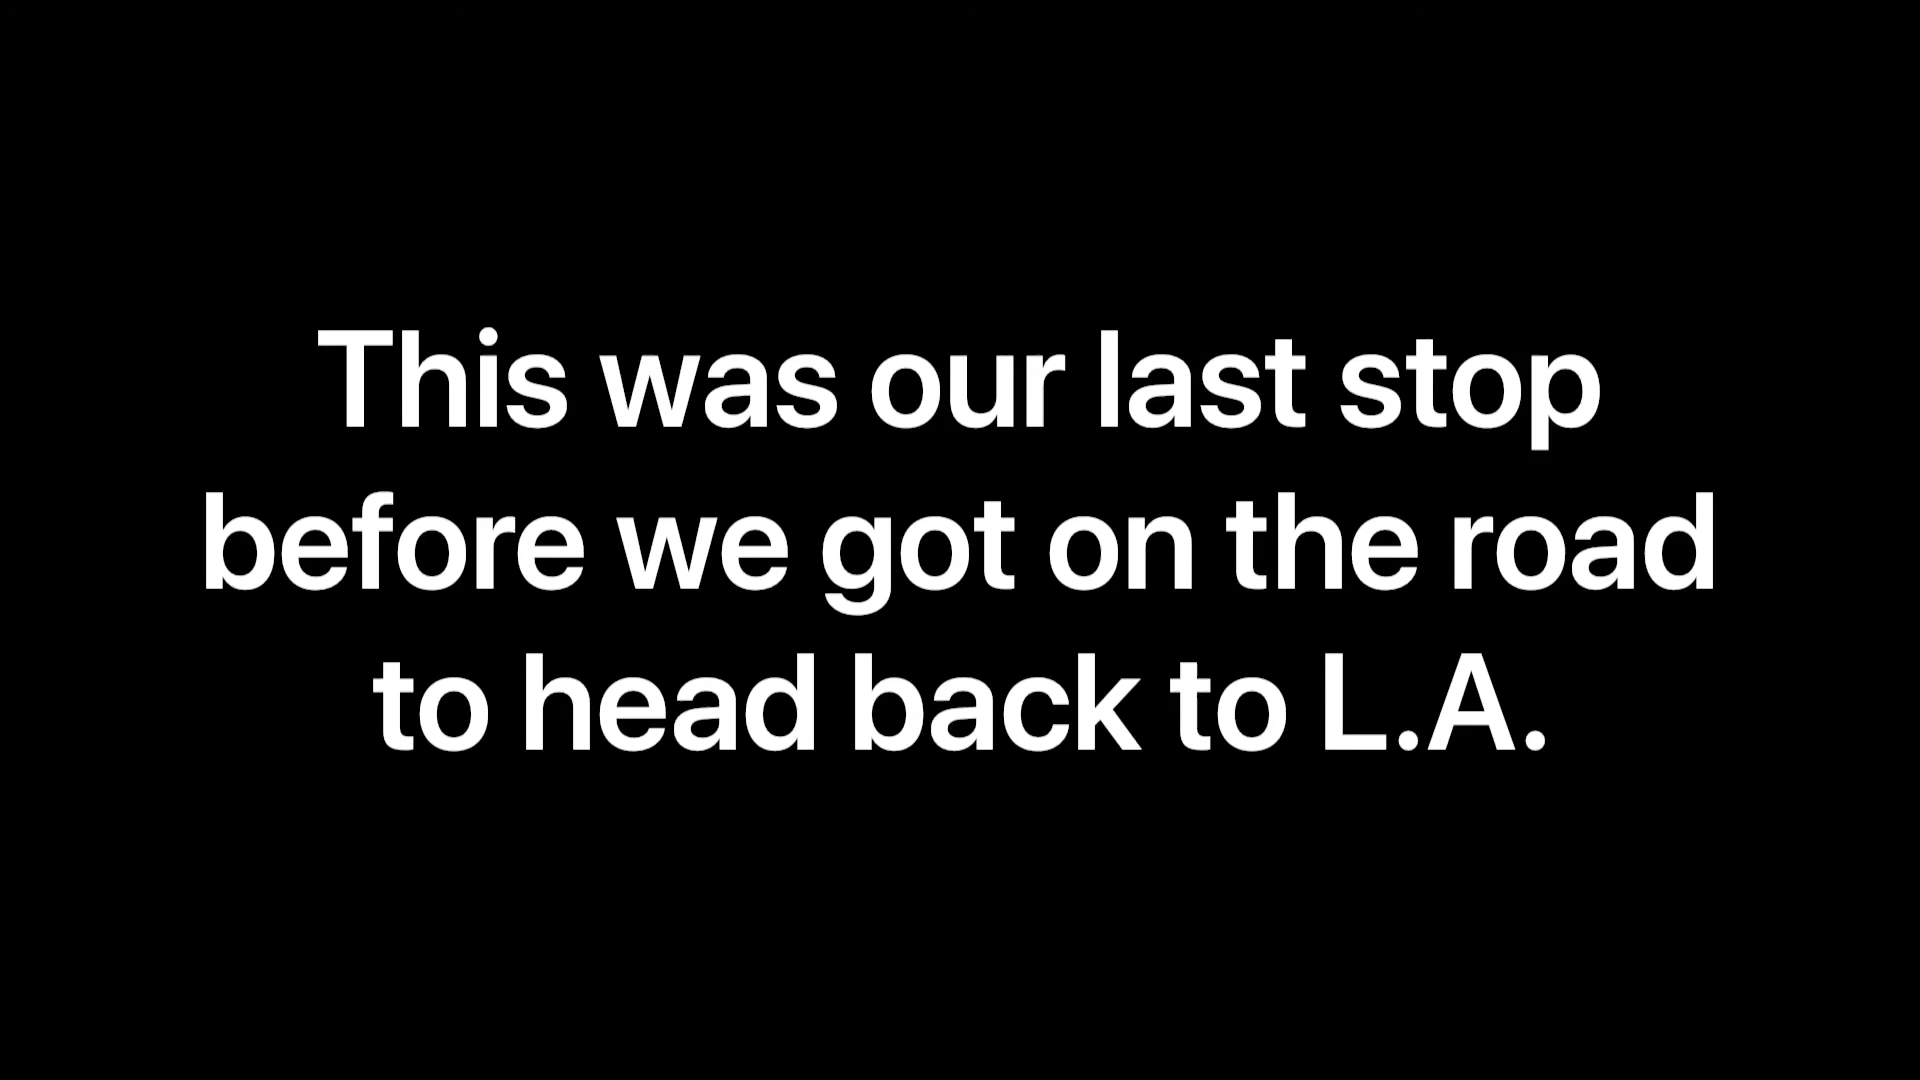 This was our last stop
before we got on the road
to head back to L.A.